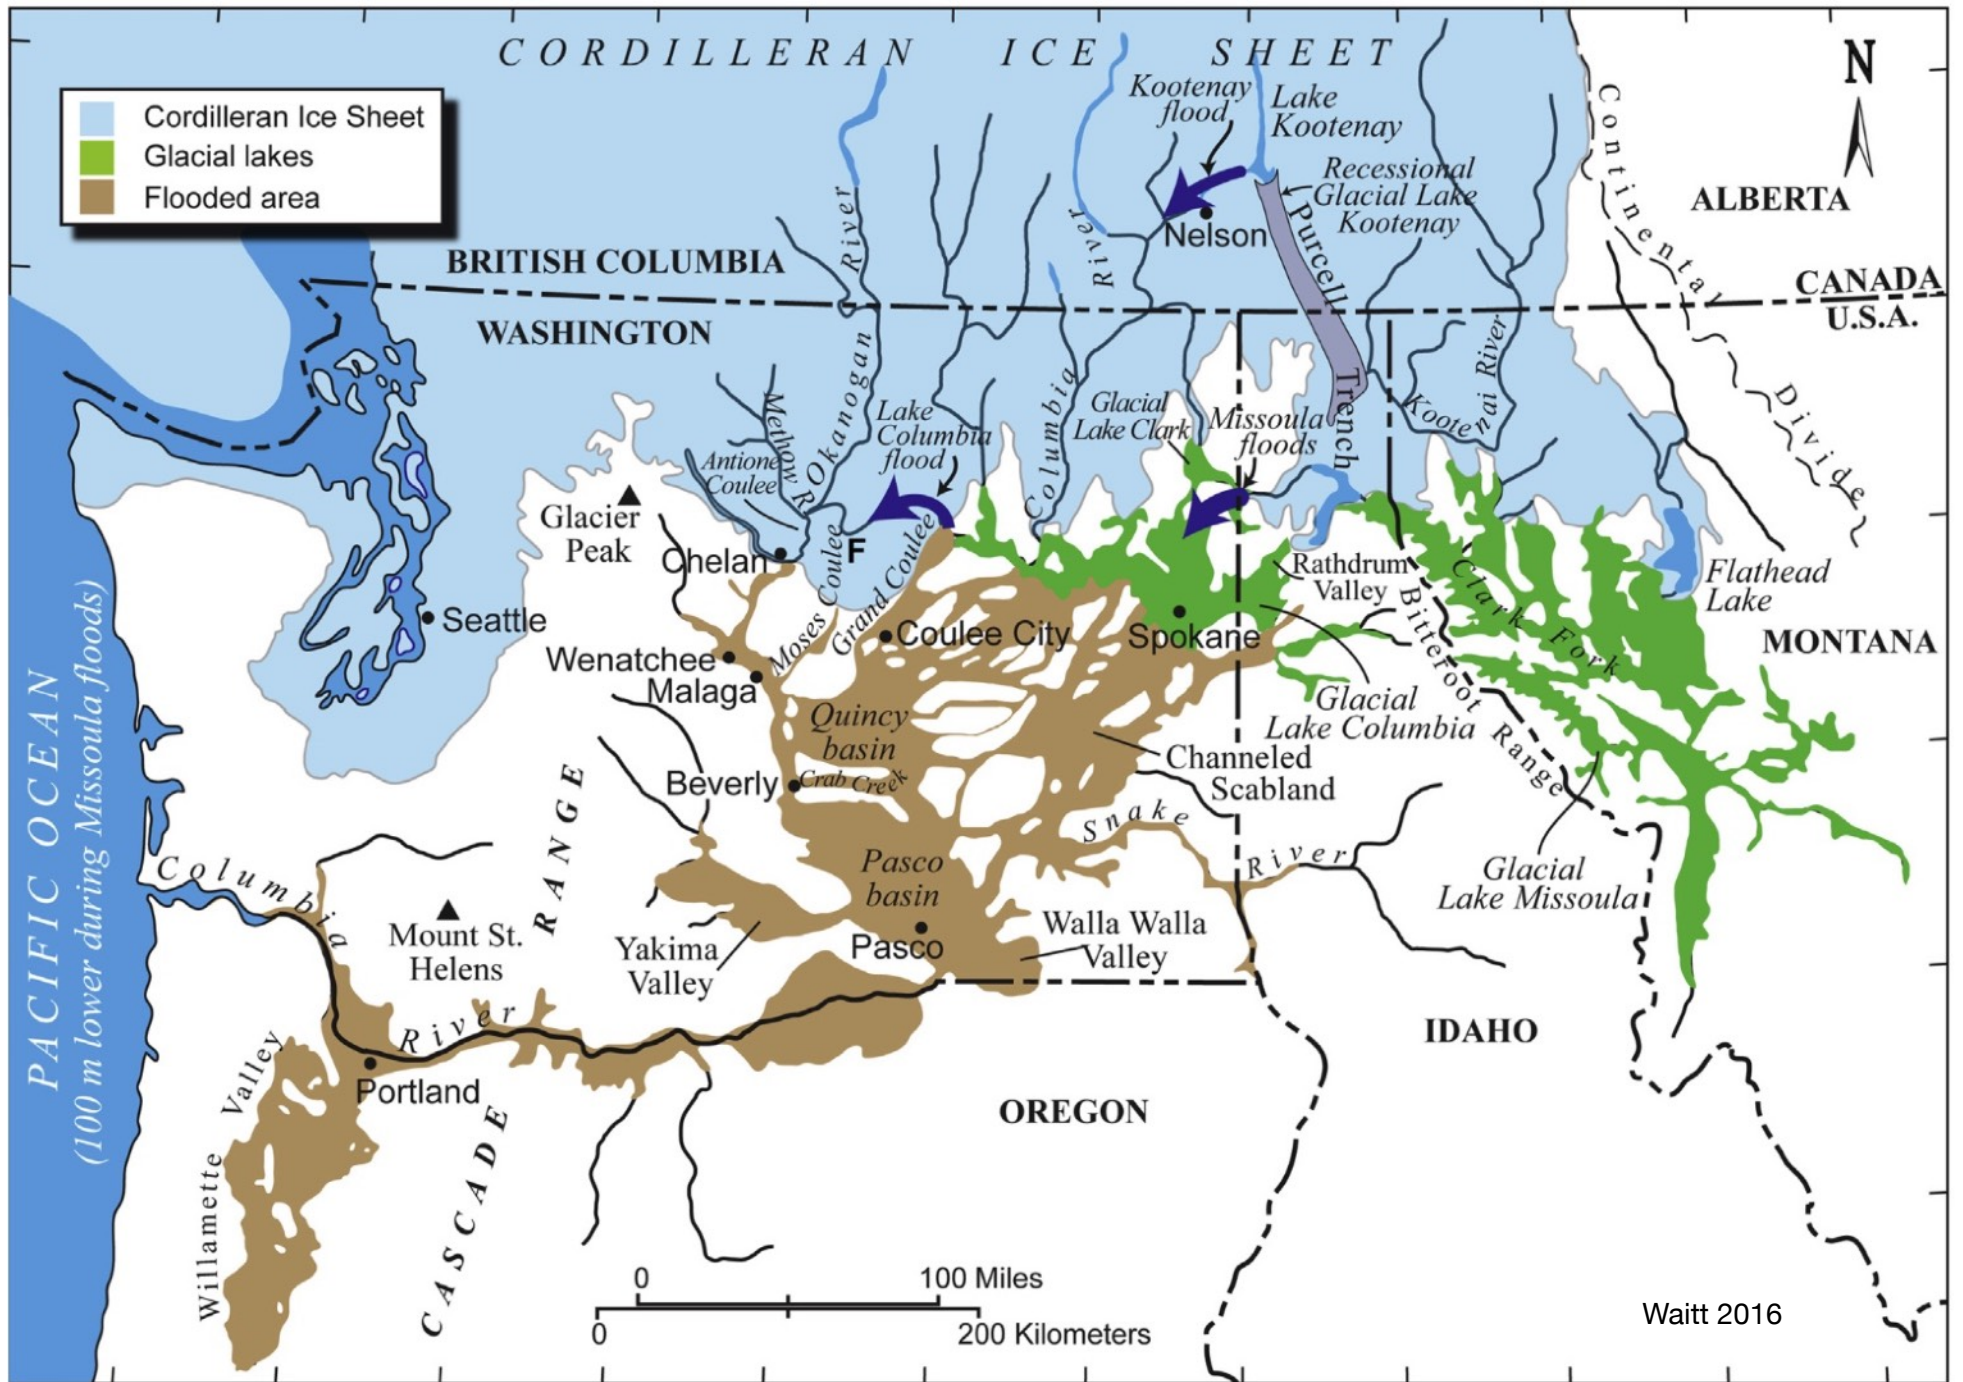 CORDILLERAN ICE SHEET
N
Cordilleran Ice Sheet
Glacial lakes
Flooded area
Kootenay
flood
Lake
Kootenay
Recessional
Glacial Lake
Kootenay
Continental Divide
ALBERTA
River
River
Nelson
Purcell Trench
BRITISH COLUMBIA
CANADA
U.S.A.
WASHINGTON
Okanogan
Methow R
Antione
Coulee
Lake
Columbia
flood
Columbia
Glacial
Lake Clark
Missoula
floods
Kootenai River
Glacier
Peak
Chelan
F
Moses Coulee
Grand Coulee
Rathdrum
Valley
Flathead
Lake
Clark Fork
Bitterroot Range
Seattle
Coulee City
Spokane
MONTANA
Wenatchee
Malaga
Glacial
Lake Columbia
Quincy
basin
Channeled
Scabland
Beverly
Crab Creek
Snake River
PACIFIC OCEAN
(100 m lower during Missoula floods)
Columbia River
Pasco
basin
Glacial
Lake Missoula
Mount St.
Helens
CASCADE RANGE
Yakima
Valley
Pasco
Walla Walla
Valley
IDAHO
Willamette Valley
Portland
OREGON
0 100 Miles
0 200 Kilometers
Waitt 2016